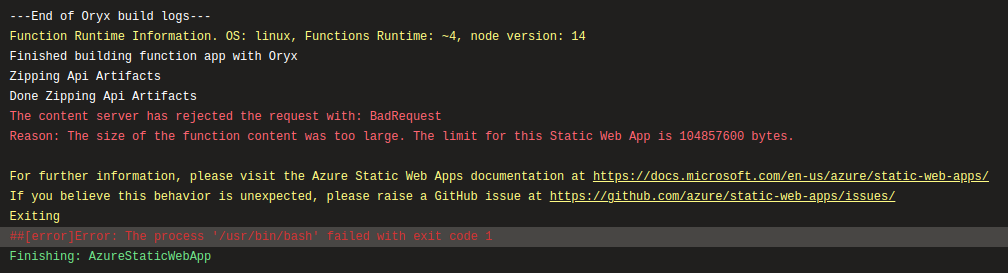 ---End of Oryx build logs---
Function Runtime Information. OS: linux, Functions Runtime: ~4, node version: 14
Finished building function app with Oryx
Zipping Api Artifacts
Done Zipping Api Artifacts
The content server has rejected the request with: BadRequest
Reason: The size of the function content was too large. The limit for this Static Web App is 104857600 bytes.
For further information, please visit the Azure Static Web Apps documentation at https://docs.microsoft.com/en-us/azure/static-web-apps/
If you believe this behavior is unexpected, please raise a GitHub issue at https://github.com/azure/static-web-apps/issues/
Exiting
##[error]Error: The process '/usr/bin/bash' failed with exit code 1
Finishing: AzureStaticWebApp